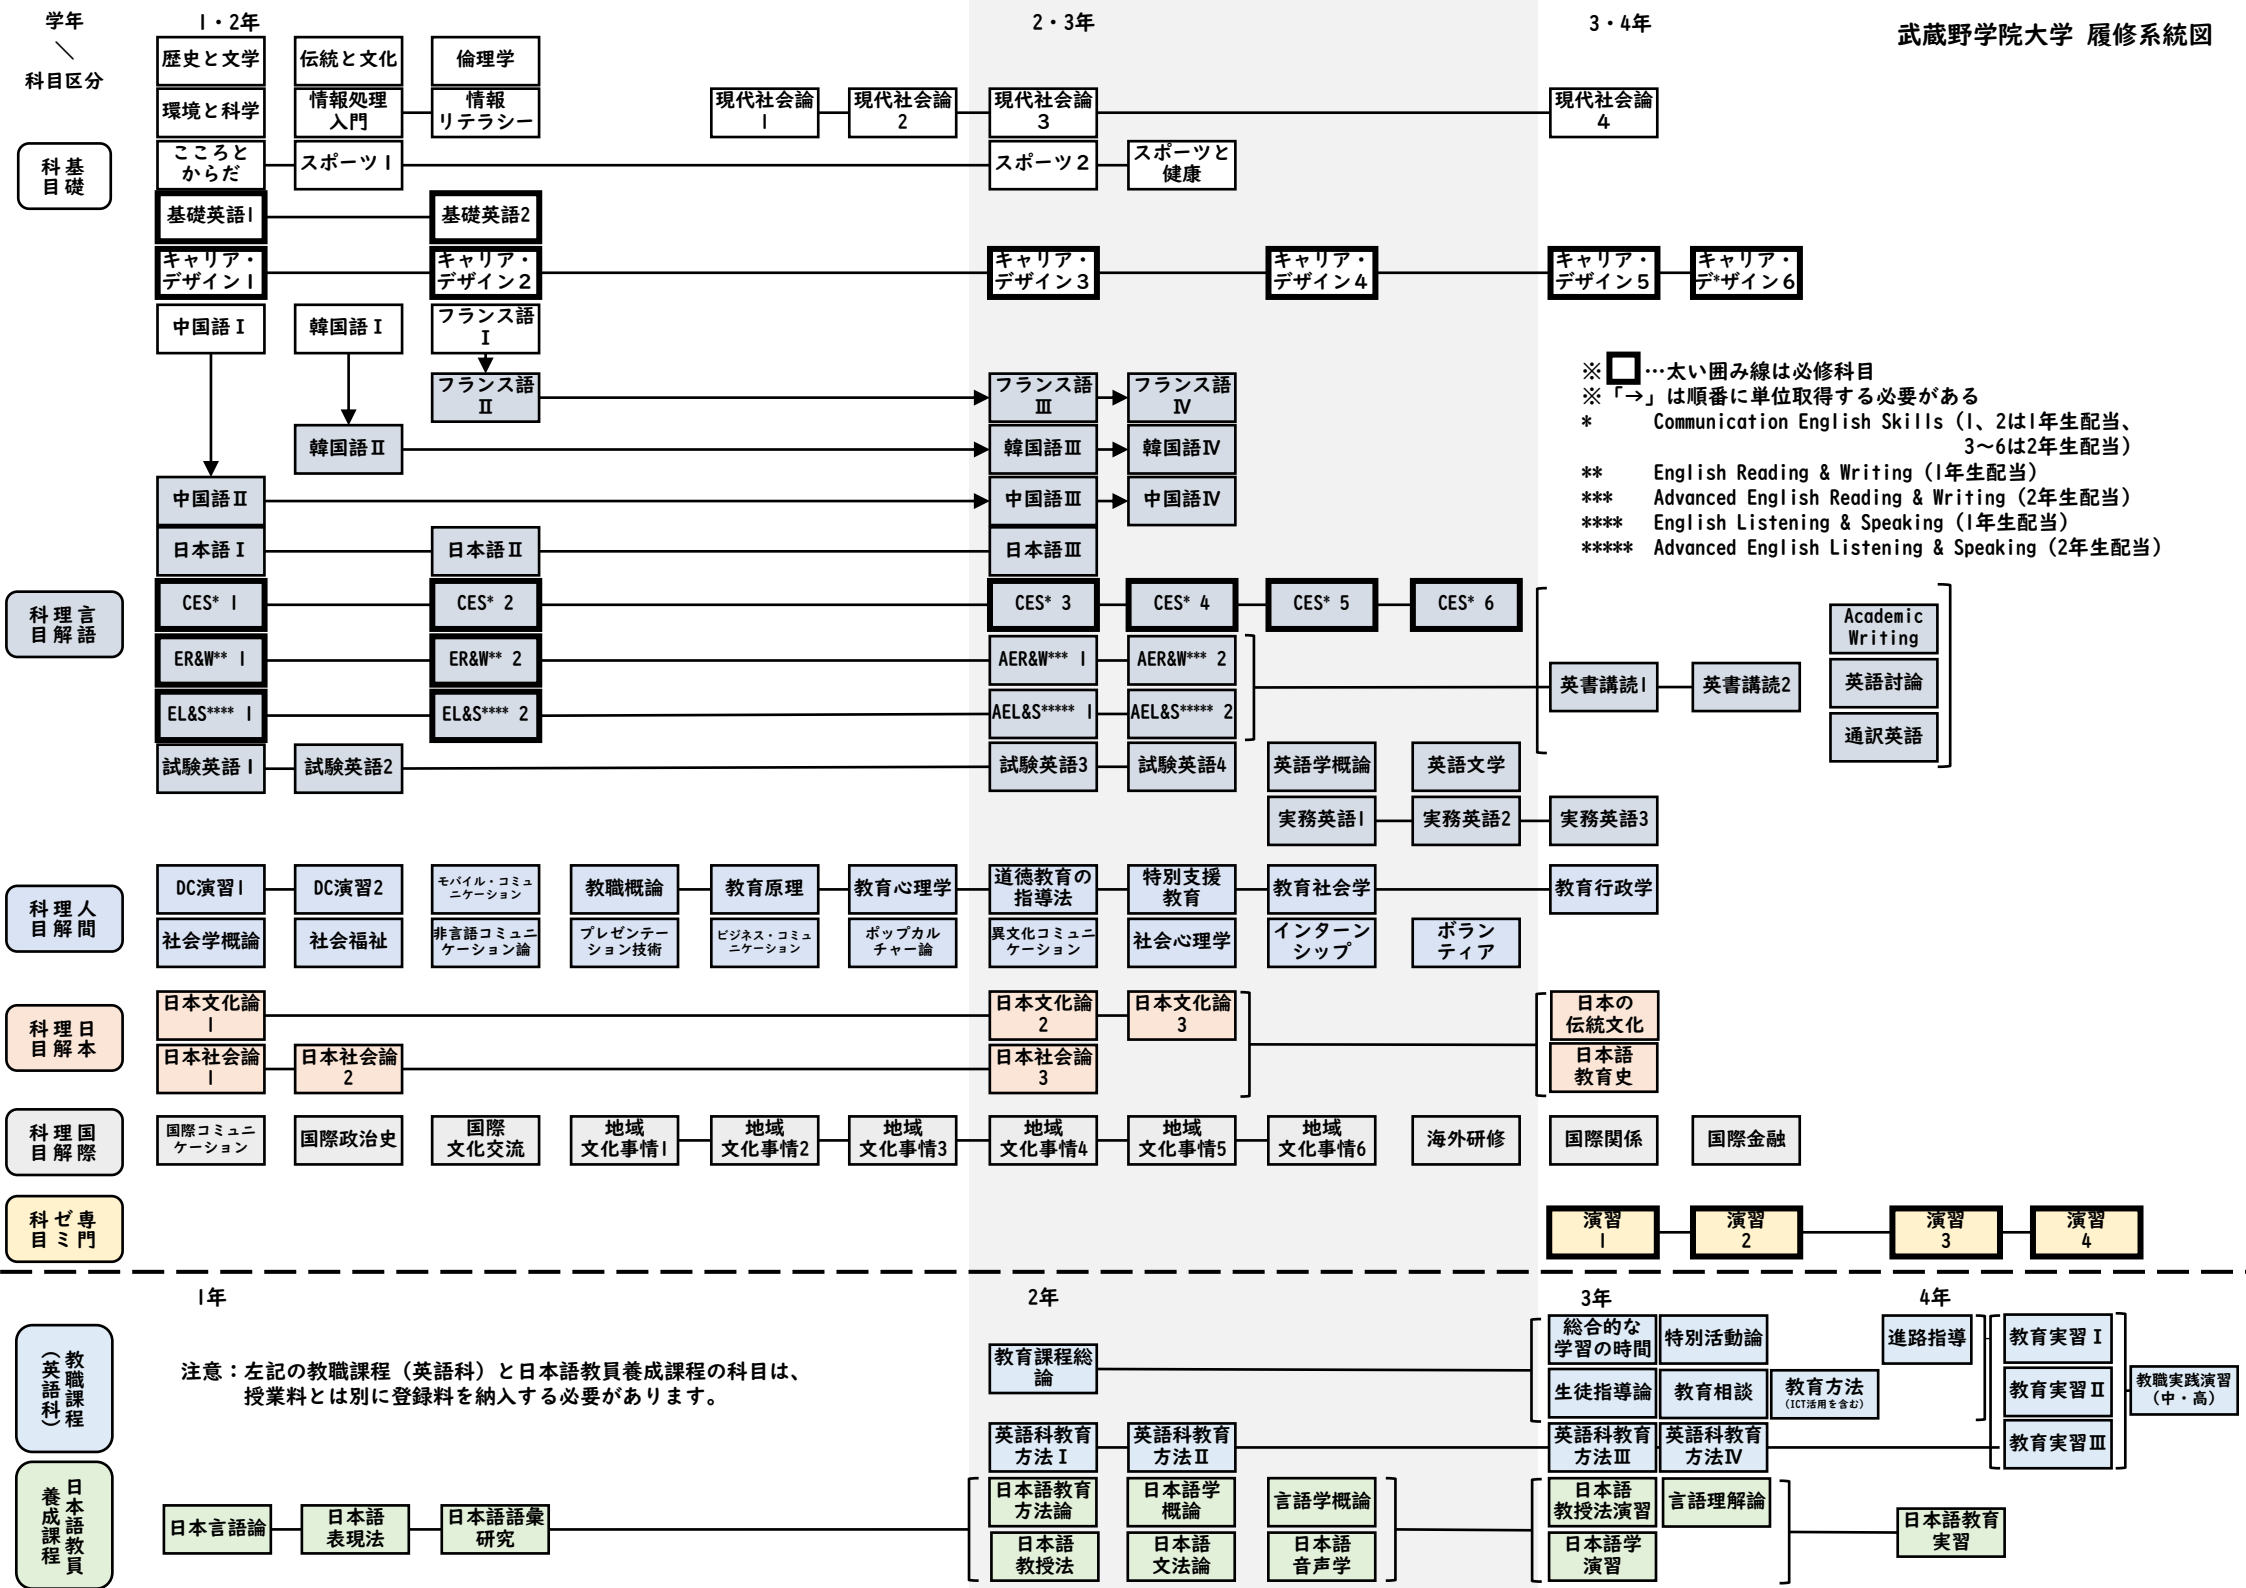 学年
＼
科目区分
1・2年
2・3年
3・4年
武蔵野学院大学 履修系統図
歴史と文学
伝統と文化
倫理学
環境と科学
情報処理
入門
情報
リテラシー
現代社会論
1
現代社会論
2
現代社会論
3
現代社会論
4
基礎
科目
こころと
からだ
スポーツ1
スポーツ2
スポーツと
健康
基礎英語1
基礎英語2
キャリア・
デザイン1
キャリア・
デザイン2
キャリア・
デザイン3
キャリア・
デザイン4
キャリア・
デザイン5
キャリア・
デ*ザイン6
中国語Ⅰ
韓国語Ⅰ
フランス語
Ⅰ
※ …太い囲み線は必修科目
※「→」は順番に単位取得する必要がある
* Communication English Skills（1、2は1年生配当、
3～6は2年生配当）
** English Reading & Writing（1年生配当）
*** Advanced English Reading & Writing（2年生配当）
**** English Listening & Speaking（1年生配当）
***** Advanced English Listening & Speaking（2年生配当）
フランス語
Ⅱ
フランス語
Ⅲ
フランス語
Ⅳ
韓国語Ⅱ
韓国語Ⅲ
韓国語Ⅳ
中国語Ⅱ
中国語Ⅲ
中国語Ⅳ
日本語Ⅰ
日本語Ⅱ
日本語Ⅲ
言語
理解
科目
CES* 1
CES* 2
CES* 3
CES* 4
CES* 5
CES* 6
ER&W** 1
ER&W** 2
AER&W*** 1
AER&W*** 2
EL&S**** 1
EL&S**** 2
AEL&S***** 1
AEL&S***** 2
英書講読1
英書講読2
Academic
Writing
英語討論
通訳英語
試験英語1
試験英語2
試験英語3
試験英語4
英語学概論
英語文学
実務英語1
実務英語2
実務英語3
人間
理解
科目
DC演習1
DC演習2
モバイル・コミュ
ニケーション
教職概論
教育原理
教育心理学
道徳教育の
指導法
特別支援
教育
教育社会学
教育行政学
社会学概論
社会福祉
非言語コミュニ
ケーション論
プレゼンテー
ション技術
ビジネス・コミュ
ニケーション
ポップカル
チャー論
異文化コミュニ
ケーション
社会心理学
インターン
シップ
ボラン
ティア
日本
理解
科目
日本文化論
1
日本文化論
2
日本文化論
3
日本の
伝統文化
日本社会論
1
日本社会論
2
日本社会論
3
日本語
教育史
国際
理解
科目
国際コミュニ
ケーション
国際政治史
国際
文化交流
地域
文化事情1
地域
文化事情2
地域
文化事情3
地域
文化事情4
地域
文化事情5
地域
文化事情6
海外研修
国際関係
国際金融
専門
ゼミ
科目
演習
1
演習
2
演習
3
演習
4
1年
2年
3年
4年
教職課程
（英語科）
注意：左記の教職課程（英語科）と日本語教員養成課程の科目は、
授業料とは別に登録料を納入する必要があります。
教育課程総
論
総合的な
学習の時間
特別活動論
進路指導
教育実習Ⅰ
生徒指導論
教育相談
教育方法
（ICT活用を含む）
教育実習Ⅱ
教職実践演習
（中・高）
英語科教育
方法Ⅰ
英語科教育
方法Ⅱ
英語科教育
方法Ⅲ
英語科教育
方法Ⅳ
教育実習Ⅲ
日本語教員
養成課程
日本言語論
日本語
表現法
日本語語彙
研究
日本語教育
方法論
日本語学
概論
言語学概論
日本語
教授法演習
言語理解論
日本語
教授法
日本語
文法論
日本語
音声学
日本語学
演習
日本語教育
実習